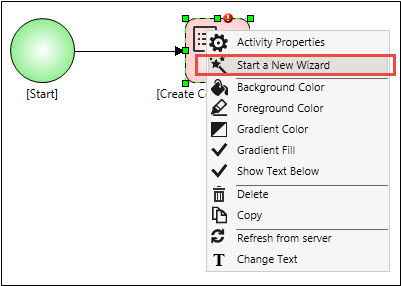 Activity Properties
Start a New Wizard
[Start]
[Create C
Background Color
Foreground Color
Gradient Color
Gradient Fill
Show Text Below
Delete
Copy
Refresh from server
T Change Text